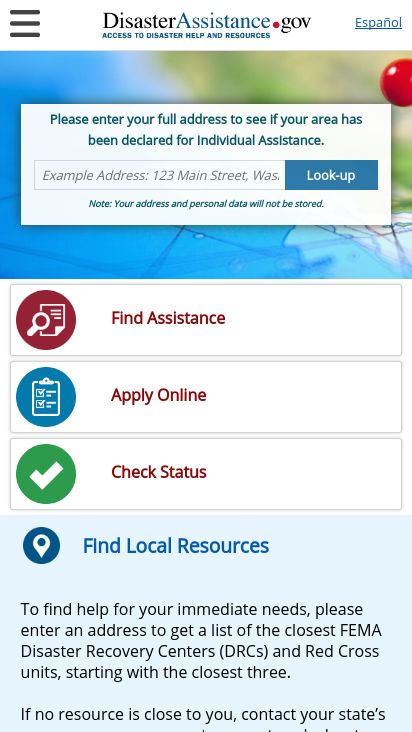 DisasterAssistance.gov
ACCESS TO DISASTER HELP AND RESOURCES
Español
Please enter your full address to see if your area has
been declared for Individual Assistance.
Example Address: 123 Main Street, Was
Look-up
Note: Your address and personal data will not be stored.
Find Assistance
Apply Online
Check Status
Find Local Resources
To find help for your immediate needs, please
enter an address to get a list of the closest FEMA
Disaster Recovery Centers (DRCs) and Red Cross
units, starting with the closest three.
If no resource is close to you, contact your state’s